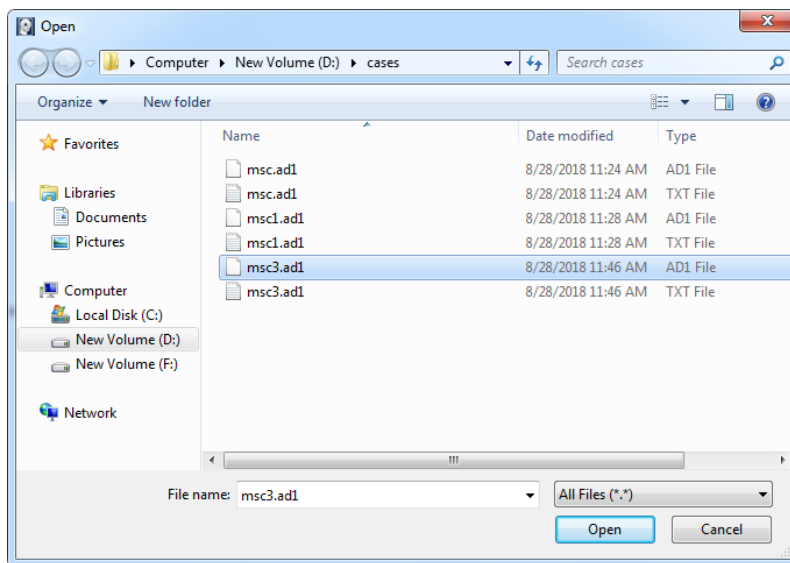 Open
Computer New Volume (D:) cases
Search cases
Organize New folder
Favorites
Libraries
Documents
Pictures
Computer
Local Disk (C:)
New Volume (D:)
New Volume (F:)
Network
Name Date modified Type
msc.ad1 8/28/2018 11:24 AM AD1 File
msc.ad1 8/28/2018 11:24 AM TXT File
msc1.ad1 8/28/2018 11:28 AM AD1 File
msc1.ad1 8/28/2018 11:28 AM TXT File
msc3.ad1 8/28/2018 11:46 AM AD1 File
msc3.ad1 8/28/2018 11:46 AM TXT File
File name: msc3.ad1 All Files (*.*)
Open Cancel